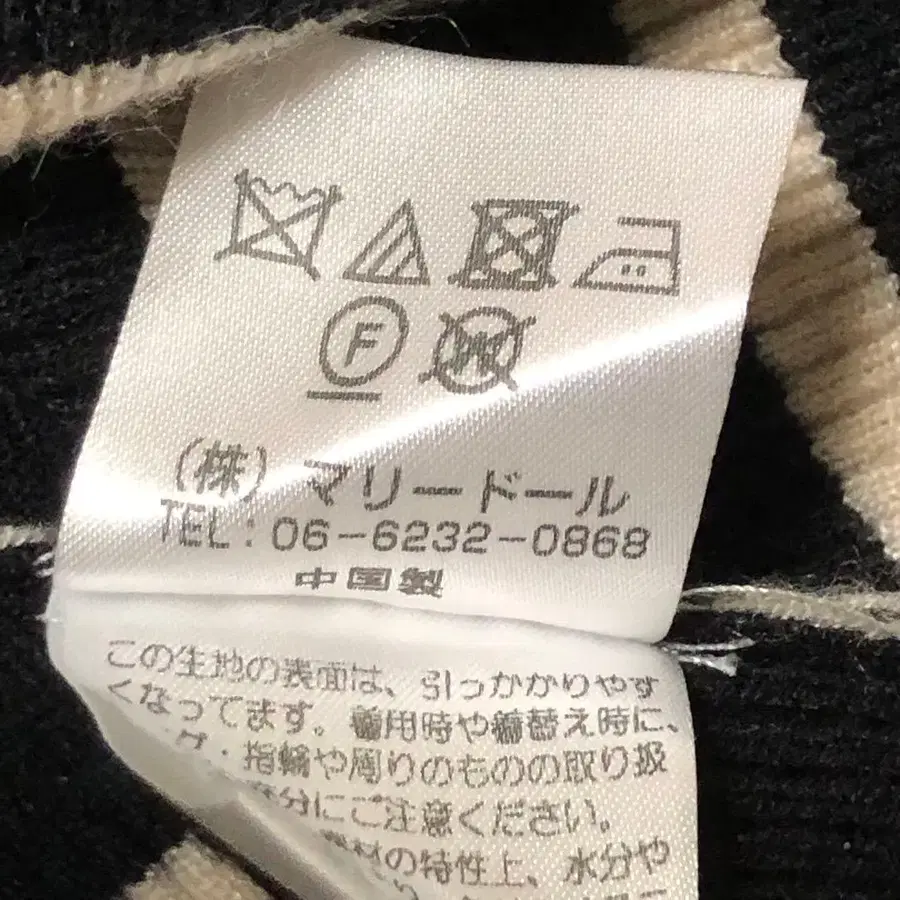 F
W
(株) マリードール
TEL: 06-6232-0868
中国製
この生地の表面は、引っかかりやす
くなってます。着用時や着替え時に、
グ・指輪や周りのものの取り扱
充分にご注意ください。
の特性上、水分や